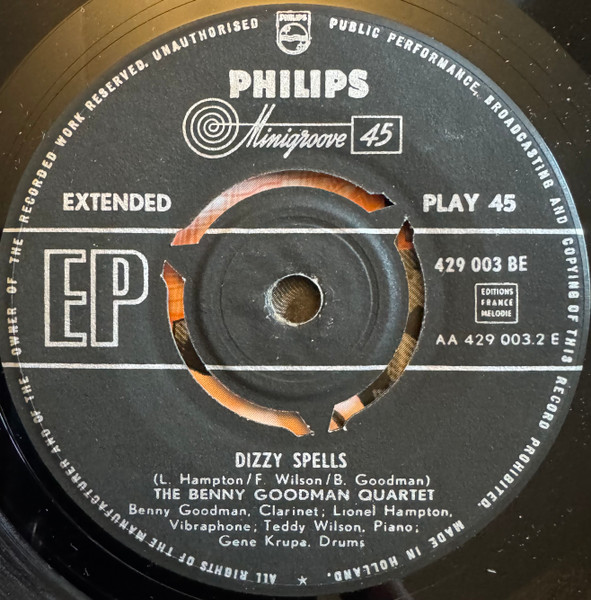 PHILIPS
PHILIPS
Minigroove 45
EXTENDED PLAY 45
EP
429 003 BE
EDITIONS
FRANCE
MELODIE
AA 429 003.2 E
DIZZY SPELLS
(L. Hampton/F. Wilson/B. Goodman)
THE BENNY GOODMAN QUARTET
Benny Goodman, Clarinet; Lionel Hampton,
Vibraphone; Teddy Wilson, Piano;
Gene Krupa, Drums
ALL RIGHTS OF THE MANUFACTURER AND OF THE OWNER OF THE RECORDED WORK RESERVED. UNAUTHORISED PUBLIC PERFORMANCE, BROADCASTING AND COPYING OF THIS RECORD PROHIBITED. MADE IN HOLLAND.